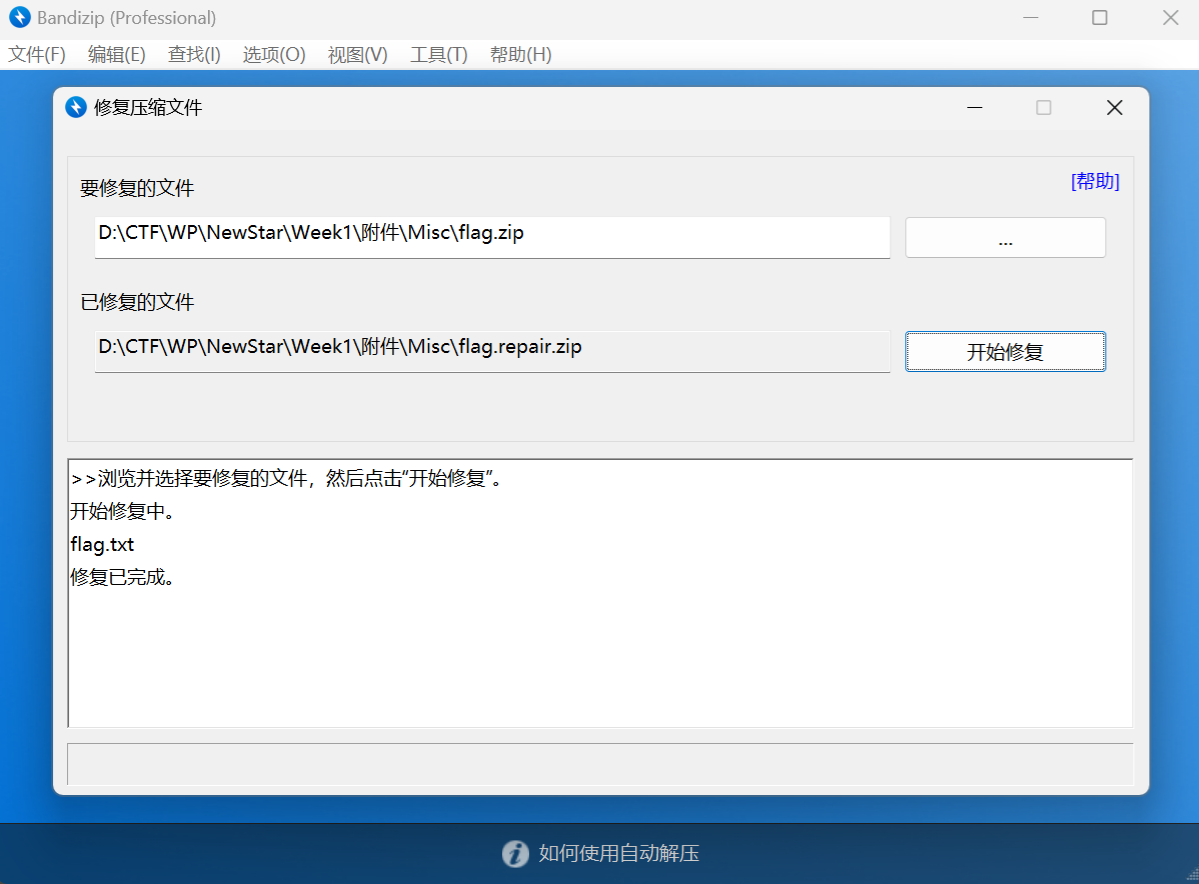 Bandizip (Professional)
文件(F) 编辑(E) 查找(I) 选项(O) 视图(V) 工具(T) 帮助(H)
修复压缩文件
要修复的文件 [帮助]
D:\CTF\WP\NewStar\Week1\附件\Misc\flag.zip ...
已修复的文件
D:\CTF\WP\NewStar\Week1\附件\Misc\flag.repair.zip 开始修复
>>浏览并选择要修复的文件，然后点击“开始修复”。
开始修复中。
flag.txt
修复已完成。
如何使用自动解压